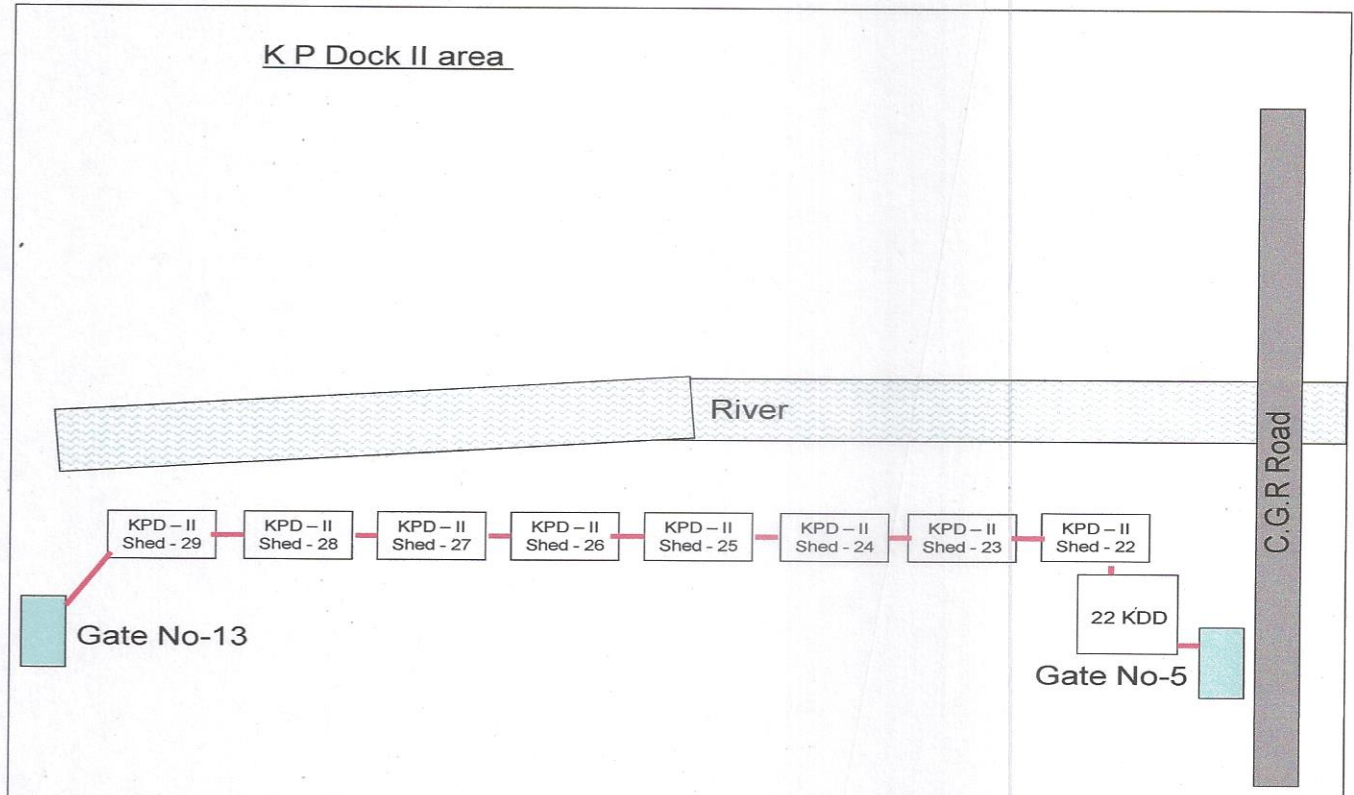 K P Dock II area
River
C.G.R Road
KPD – II
Shed - 29
KPD – II
Shed - 28
KPD – II
Shed - 27
KPD – II
Shed - 26
KPD – II
Shed - 25
KPD – II
Shed - 24
KPD – II
Shed - 23
KPD – II
Shed - 22
22 KDD
Gate No-13
Gate No-5